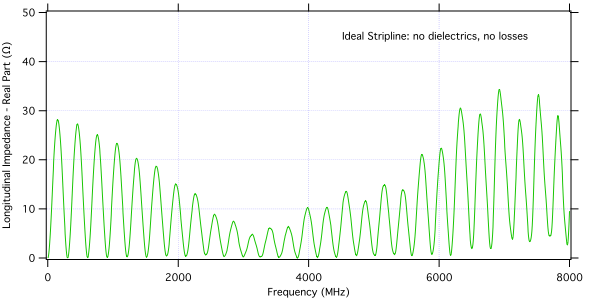 50
Ideal Stripline: no dielectrics, no losses
40
30
20
10
0
Longitudinal Impedance - Real Part (Ω)
0 2000 4000 6000 8000
Frequency (MHz)